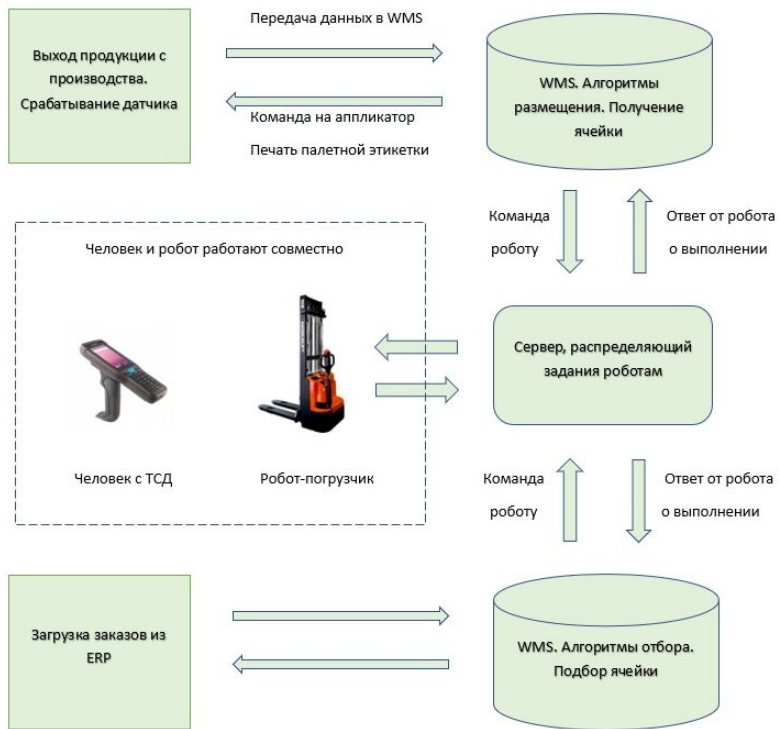 Передача данных в WMS
Выход продукции с
производства.
Срабатывание датчика
WMS. Алгоритмы
размещения. Получение
ячейки
Команда на аппликатор
Печать палетной этикетки
Команда
роботу
Ответ от робота
о выполнении
Человек и робот работают совместно
Сервер, распределяющий
задания роботам
Человек с ТСД
Робот-погрузчик
Команда
роботу
Ответ от робота
о выполнении
Загрузка заказов из
ERP
WMS. Алгоритмы отбора.
Подбор ячейки